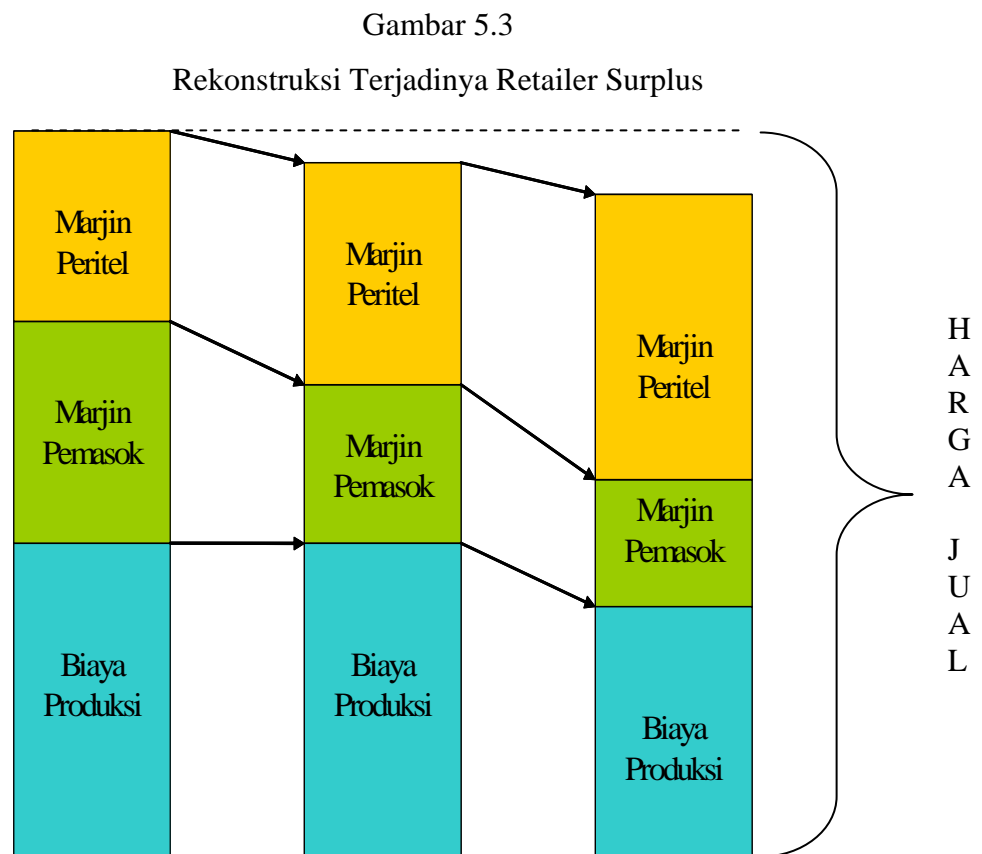 Gambar 5.3
Rekonstruksi Terjadinya Retailer Surplus
Marjin
Peritel
Marjin
Pemasok
Biaya
Produksi
Marjin
Peritel
Marjin
Pemasok
Biaya
Produksi
Marjin
Peritel
Marjin
Pemasok
Biaya
Produksi
H
A
R
G
A
J
U
A
L